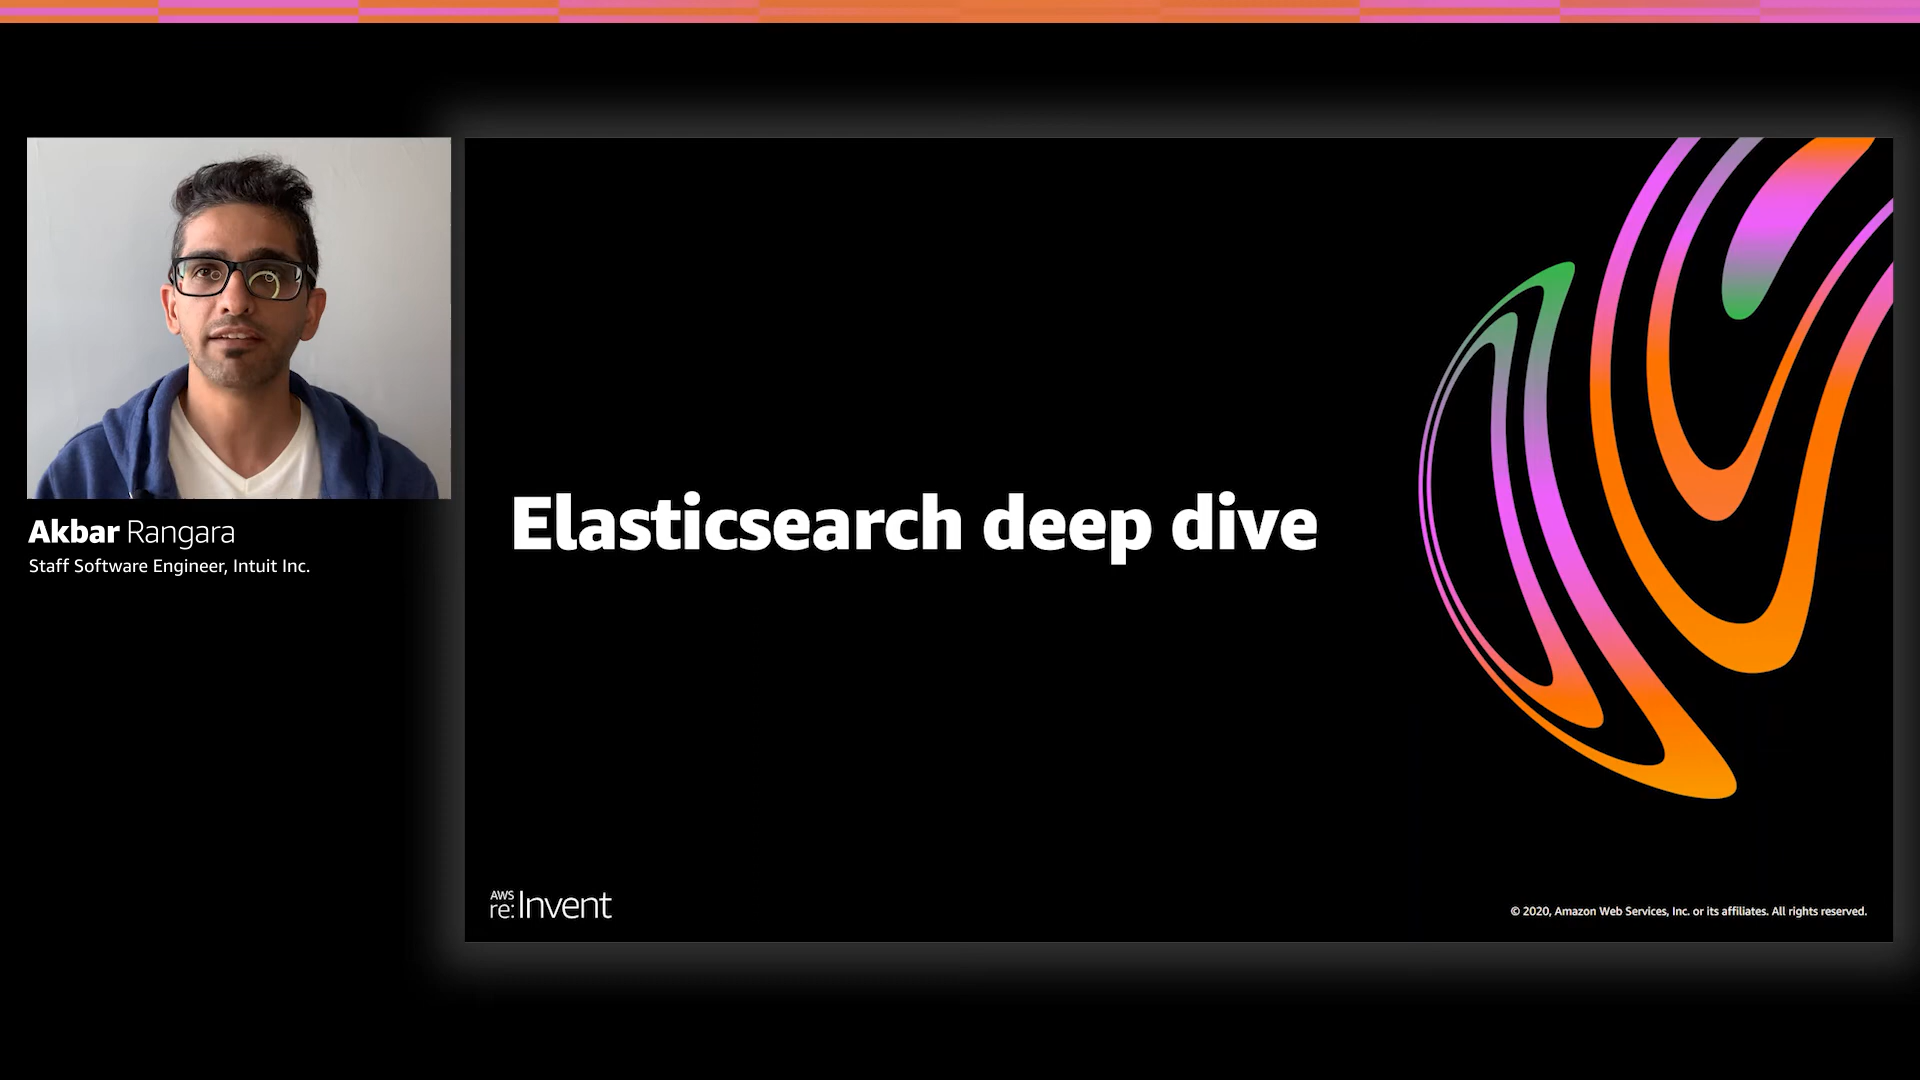 Akbar Rangara
Staff Software Engineer, Intuit Inc.
Elasticsearch deep dive
AWS
re:Invent
© 2020, Amazon Web Services, Inc. or its affiliates. All rights reserved.